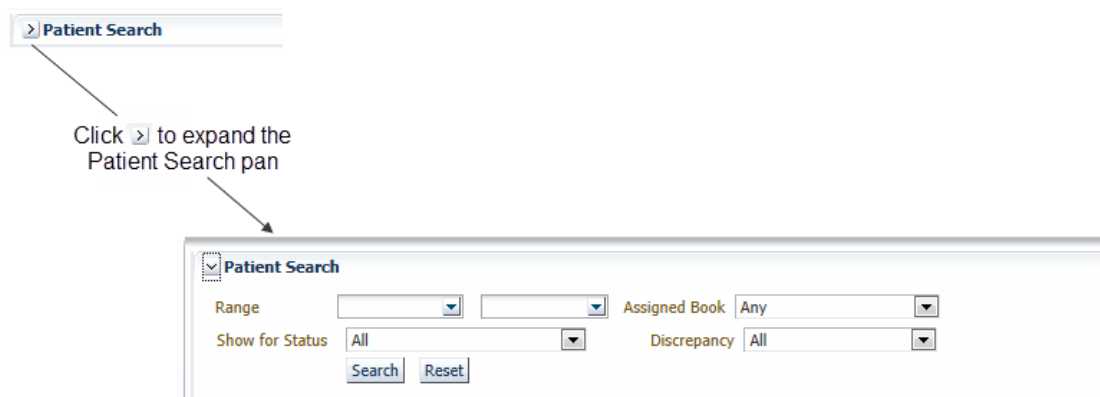 Patient Search
Click > to expand the
Patient Search pan
Patient Search
Range Assigned Book Any
Show for Status All Discrepancy All
Search Reset